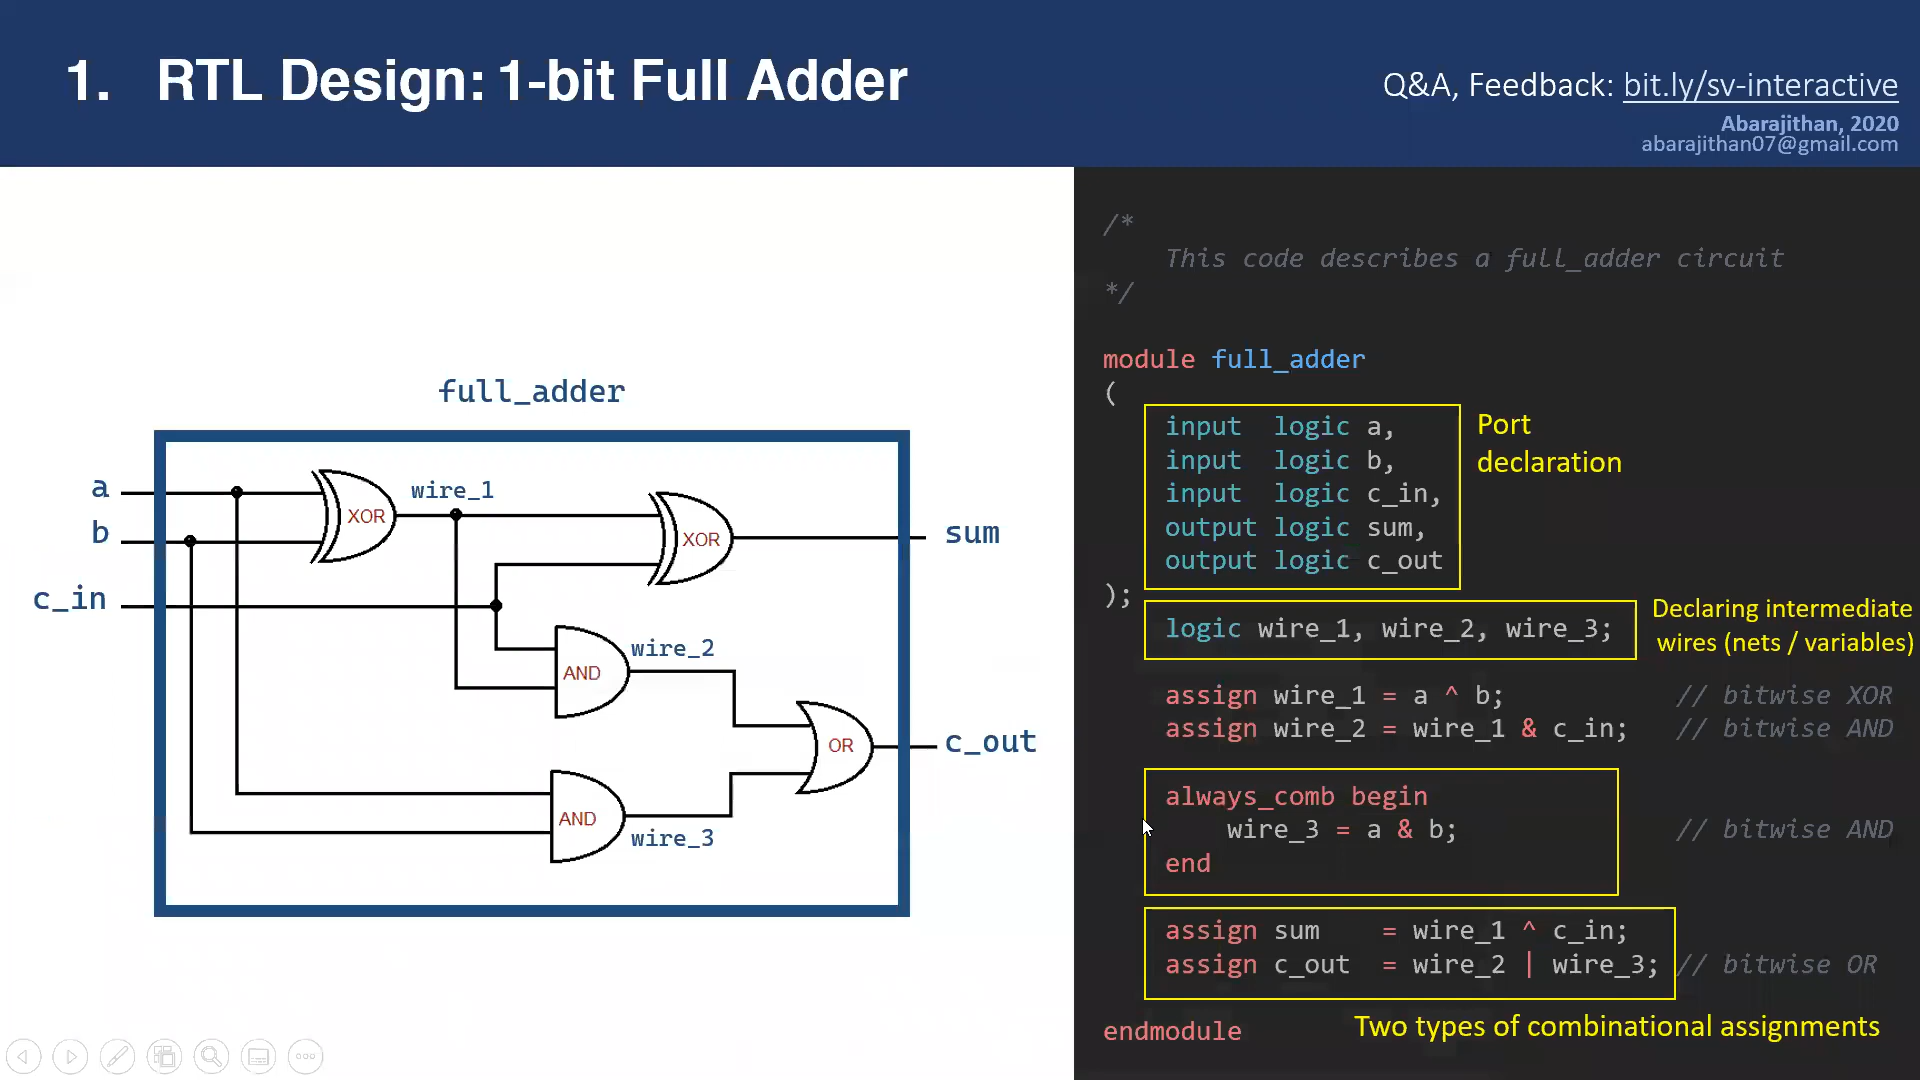 1. RTL Design: 1-bit Full Adder
Q&A, Feedback: bit.ly/sv-interactive
Abarajithan, 2020
abarajithan07@gmail.com
full_adder
a
b
c_in
XOR
wire_1
XOR
sum
AND
wire_2
OR
c_out
AND
wire_3
/*
This code describes a full_adder circuit
*/
module full_adder
(
input logic a,
input logic b,
input logic c_in,
output logic sum,
output logic c_out
);
Port
declaration
logic wire_1, wire_2, wire_3;
Declaring intermediate
wires (nets / variables)
assign wire_1 = a ^ b; // bitwise XOR
assign wire_2 = wire_1 & c_in; // bitwise AND
always_comb begin
wire_3 = a & b; // bitwise AND
end
assign sum = wire_1 ^ c_in;
assign c_out = wire_2 | wire_3; // bitwise OR
endmodule
Two types of combinational assignments